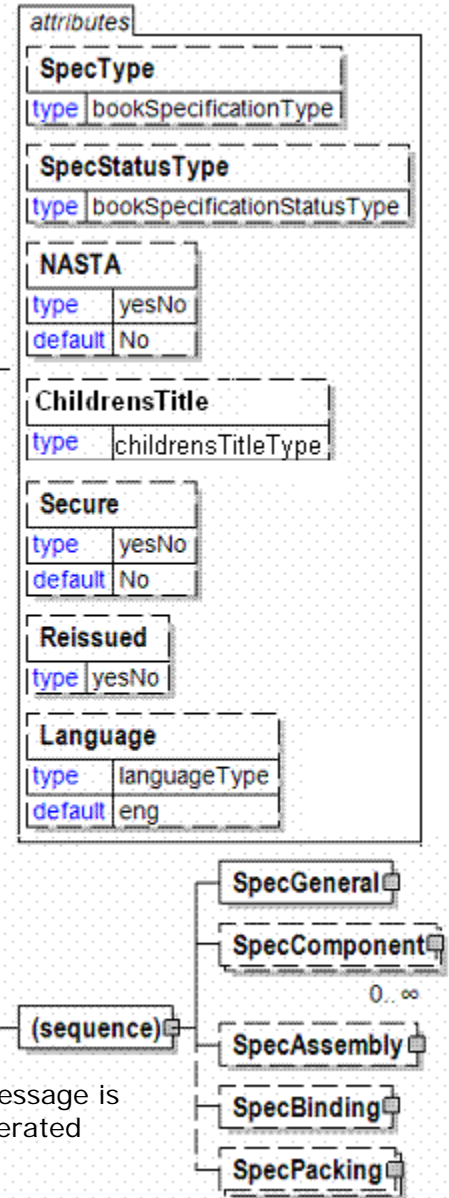 attributes
SpecType
type bookSpecificationType
SpecStatusType
type bookSpecificationStatusType
NASTA
type yesNo
default No
ChildrensTitle
type childrensTitleType
Secure
type yesNo
default No
Reissued
type yesNo
Language
type languageType
default eng
SpecGeneral
SpecComponent
0.. ∞
(sequence)
SpecAssembly
essage is
erated
SpecBinding
SpecPacking